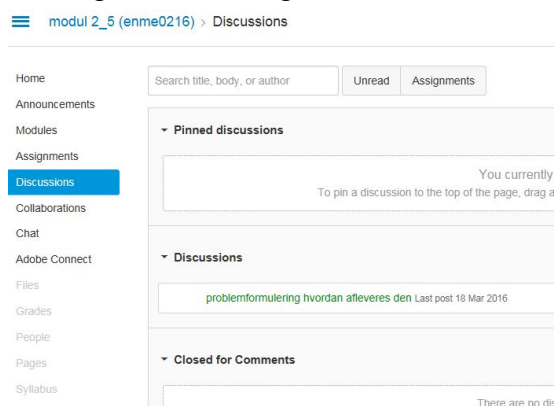 modul 2_5 (enme0216) > Discussions
Home
Announcements
Modules
Assignments
Discussions
Collaborations
Chat
Adobe Connect
Files
Grades
People
Pages
Syllabus
Search title, body, or author
Unread
Assignments
Pinned discussions
You currently
To pin a discussion to the top of the page, drag a
Discussions
problemformulering hvordan afleveres den Last post 18 Mar 2016
Closed for Comments
There are no dis